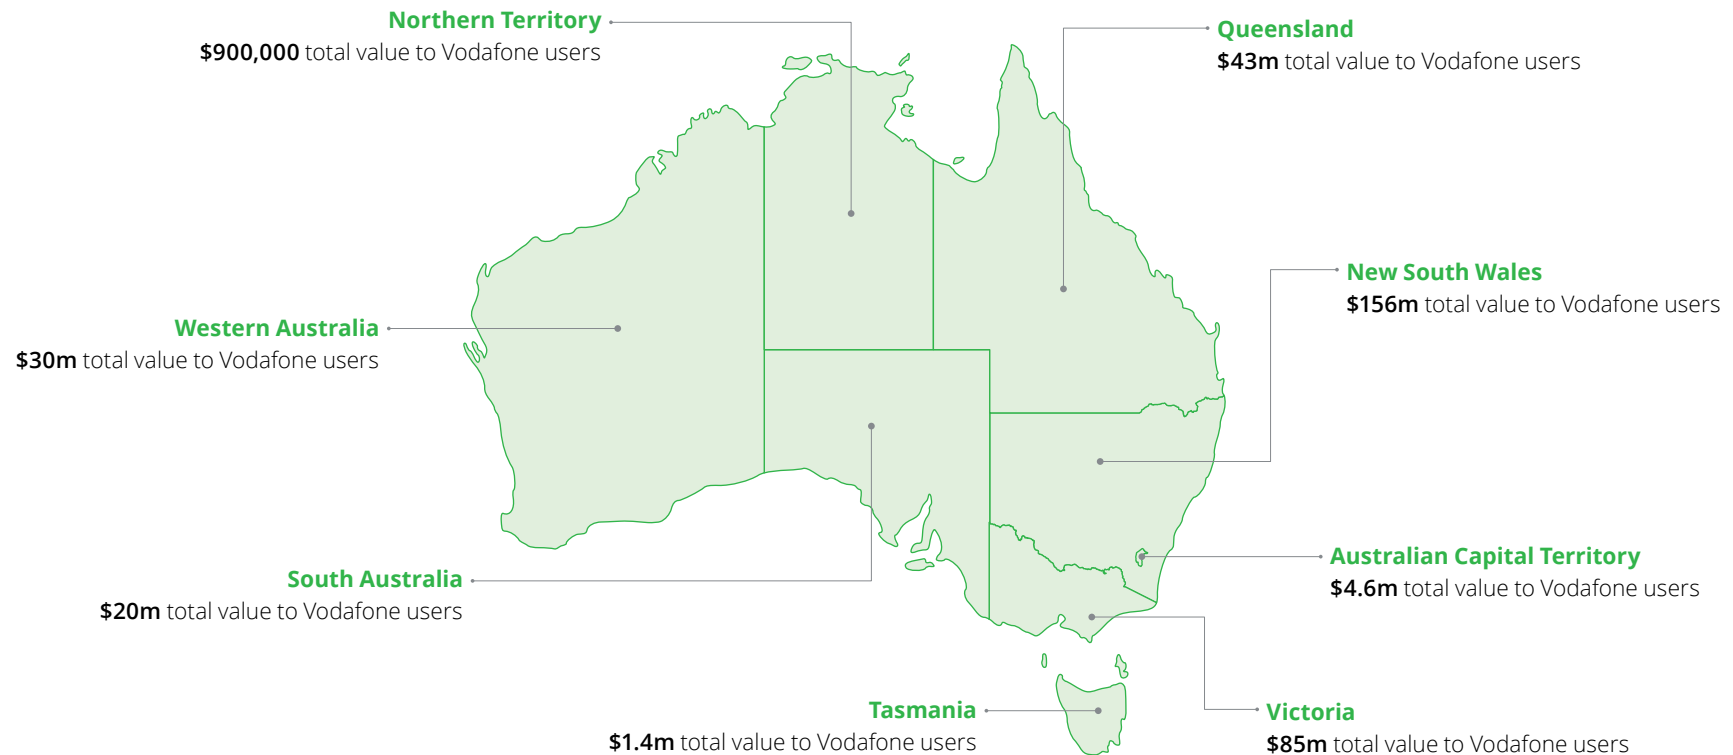 Northern Territory
$900,000 total value to Vodafone users
Queensland
$43m total value to Vodafone users
New South Wales
$156m total value to Vodafone users
Western Australia
$30m total value to Vodafone users
Australian Capital Territory
$4.6m total value to Vodafone users
South Australia
$20m total value to Vodafone users
Tasmania
$1.4m total value to Vodafone users
Victoria
$85m total value to Vodafone users